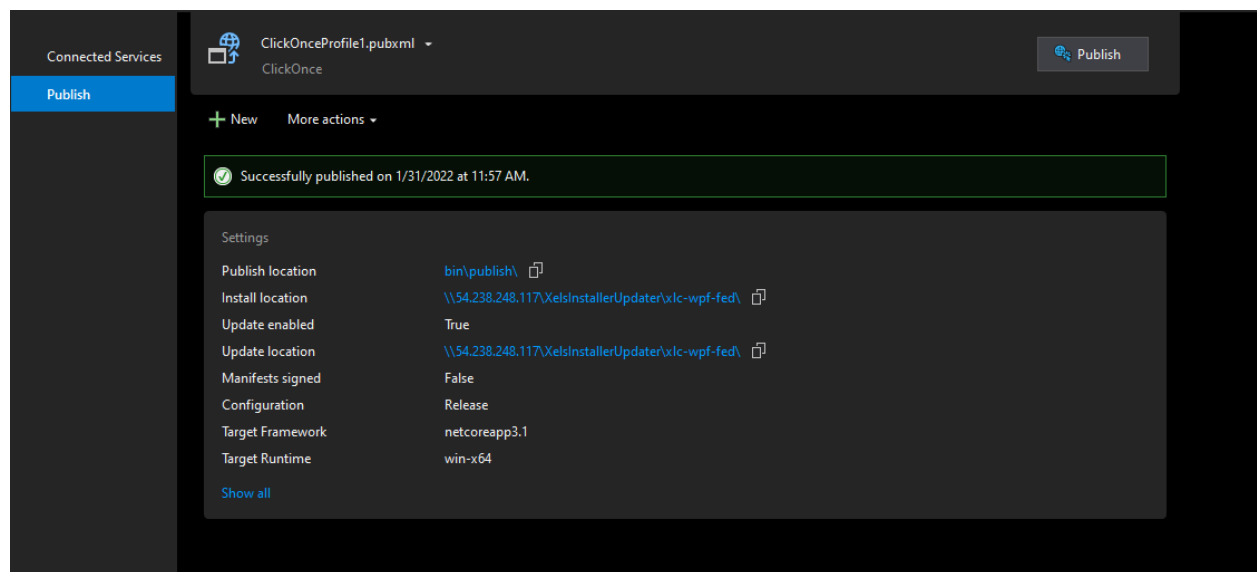 Connected Services
Publish
ClickOnceProfile1.pubxml
ClickOnce
Publish
New
More actions
Successfully published on 1/31/2022 at 11:57 AM.
Settings
Publish location bin\publish\
Install location \\54.238.248.117\XelsInstallerUpdater\xlc-wpf-fed\
Update enabled True
Update location \\54.238.248.117\XelsInstallerUpdater\xlc-wpf-fed\
Manifests signed False
Configuration Release
Target Framework netcoreapp3.1
Target Runtime win-x64
Show all